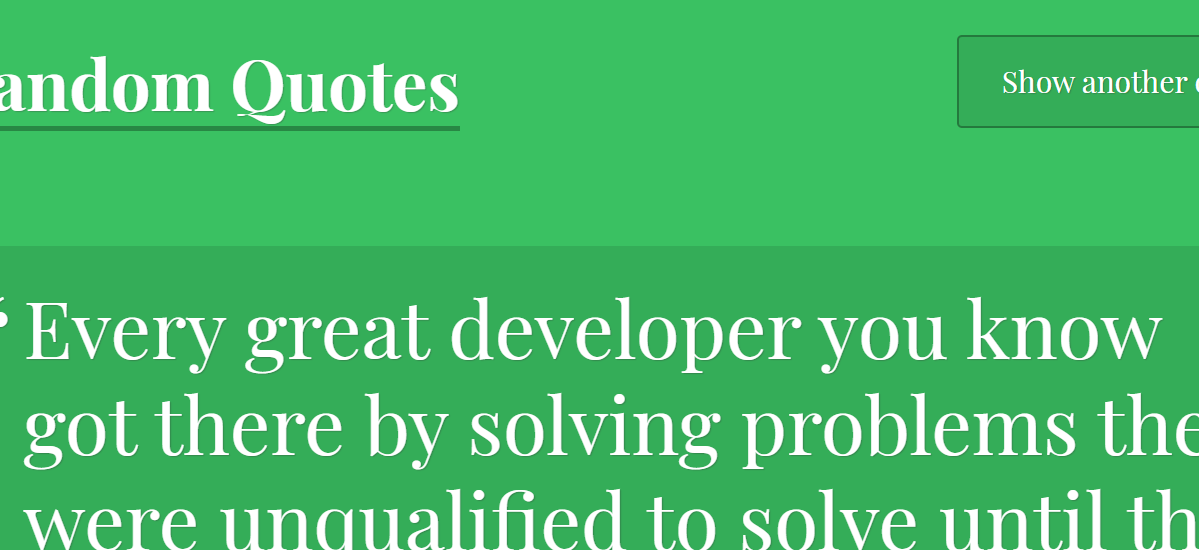 andom Quotes
Show another
“Every great developer you know
got there by solving problems the
were unqualified to solve until th